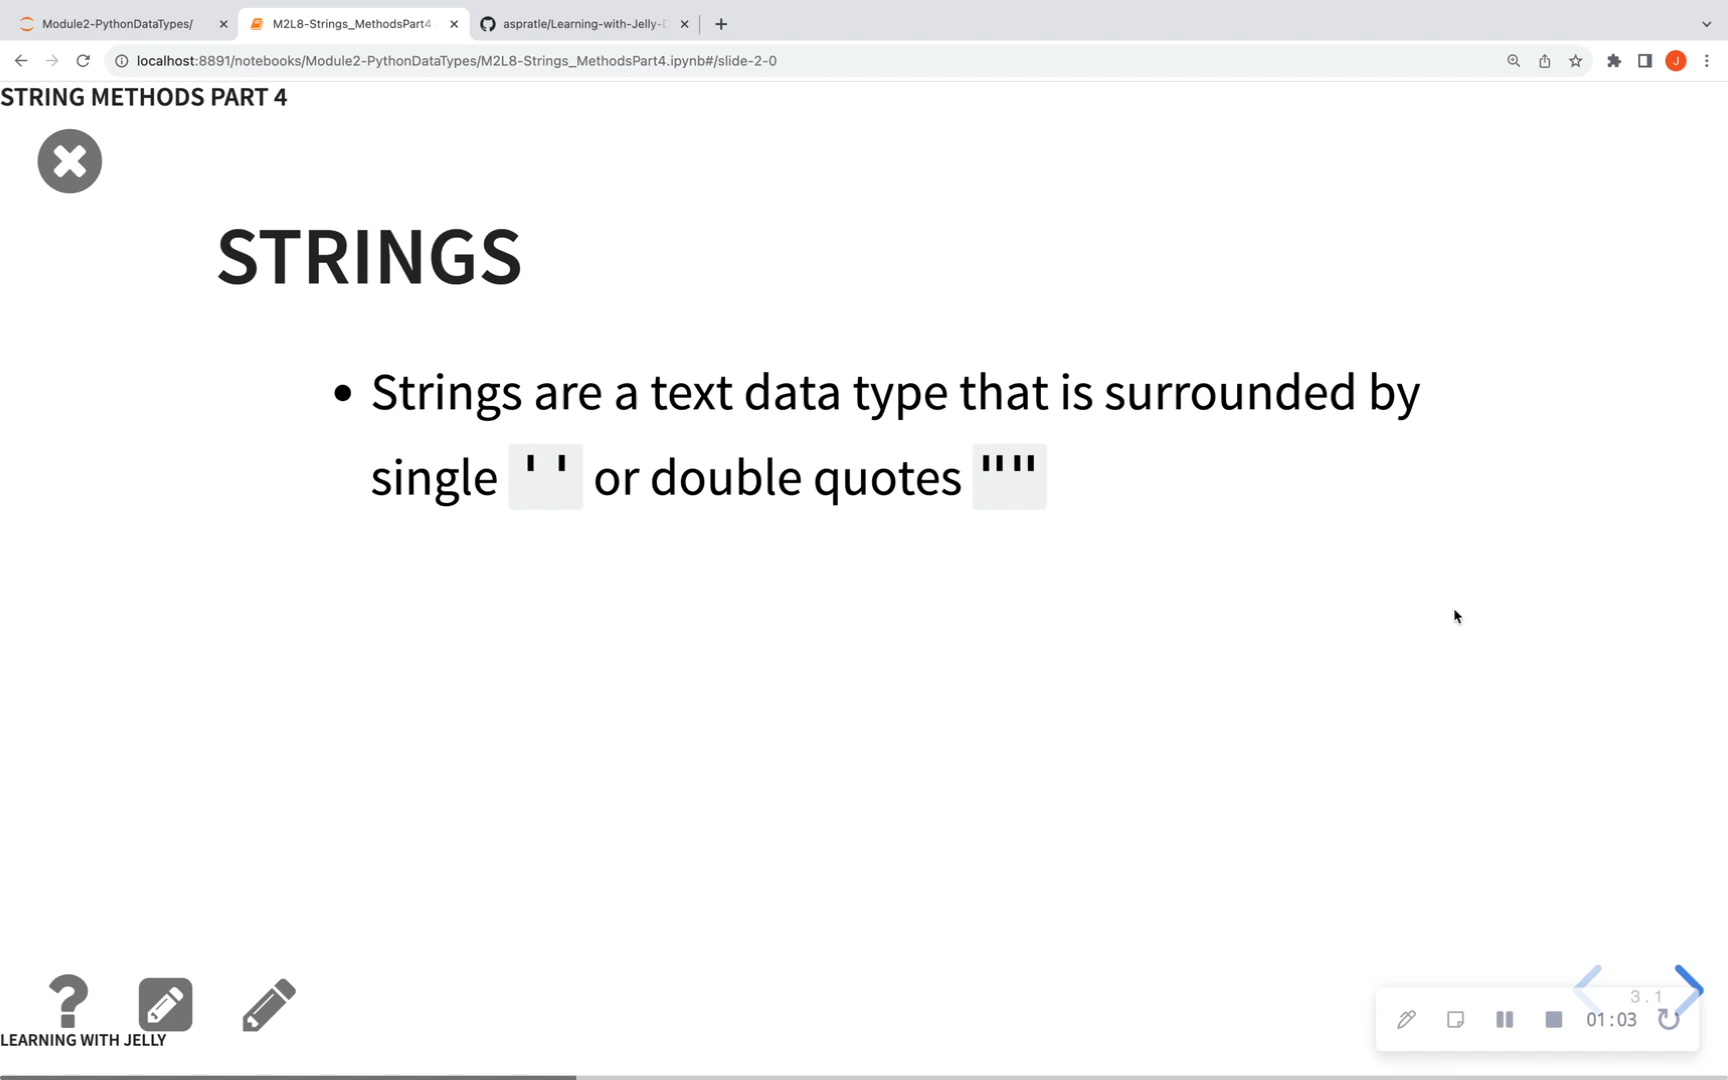 Module2-PythonDataTypes/
M2L8-Strings_MethodsPart4
aspratle/Learning-with-Jelly-D
localhost:8891/notebooks/Module2-PythonDataTypes/M2L8-Strings_MethodsPart4.ipynb#/slide-2-0
J
STRING METHODS PART 4
STRINGS
• Strings are a text data type that is surrounded by
single ' ' or double quotes ""
3.1
01:03
LEARNING WITH JELLY